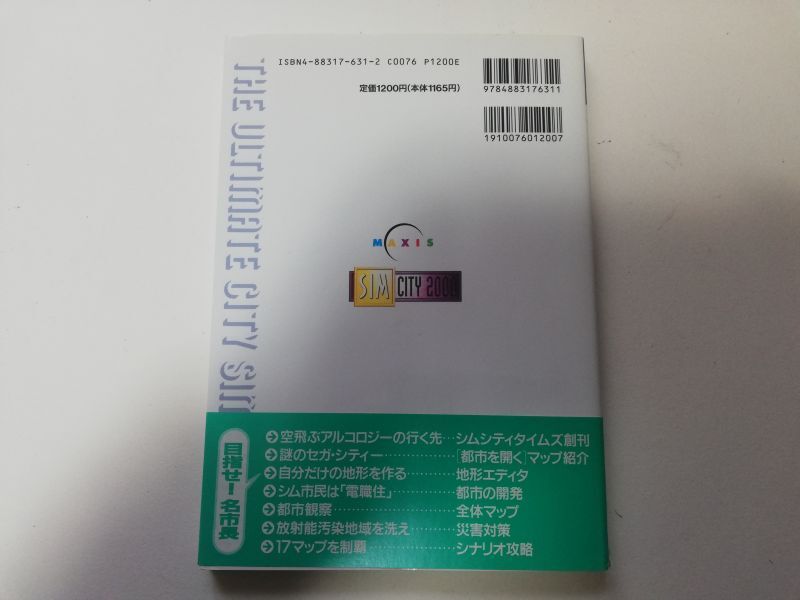 ISBN4-88317-631-2 C0076 P1200E
定価1200円(本体1165円)
9784883176311
1910076012007
THE ULTIMATE CITY SIM
MAXIS
SIM CITY 2000
目指せ!名市長
→空飛ぶアルコロジーの行く先…シムシティタイムズ創刊
→謎のセガ・シティー……………[都市を開く]マップ紹介
→自分だけの地形を作る…………地形エディタ
→シム市民は「電職住」…………都市の開発
→都市観察…………………………全体マップ
→放射能汚染地域を洗え…………災害対策
→17マップを制覇…………………シナリオ攻略